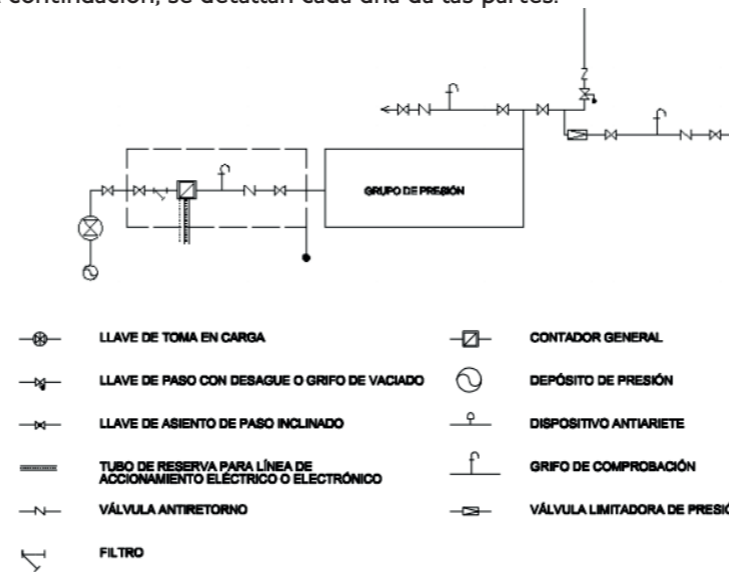 continuación, se detallan cada una da las partes:
GRUPO DE PRESIÓN
LLAVE DE TOMA EN CARGA
CONTADOR GENERAL
LLAVE DE PASO CON DESAGUE O GRIFO DE VACIADO
DEPÓSITO DE PRESIÓN
LLAVE DE ASIENTO DE PASO INCLINADO
DISPOSITIVO ANTIARIETE
TUBO DE RESERVA PARA LÍNEA DE
ACCIONAMIENTO ELÉCTRICO O ELECTRÓNICO
GRIFO DE COMPROBACIÓN
VÁLVULA ANTIRETORNO
VÁLVULA LIMITADORA DE PRESIÓ
FILTRO